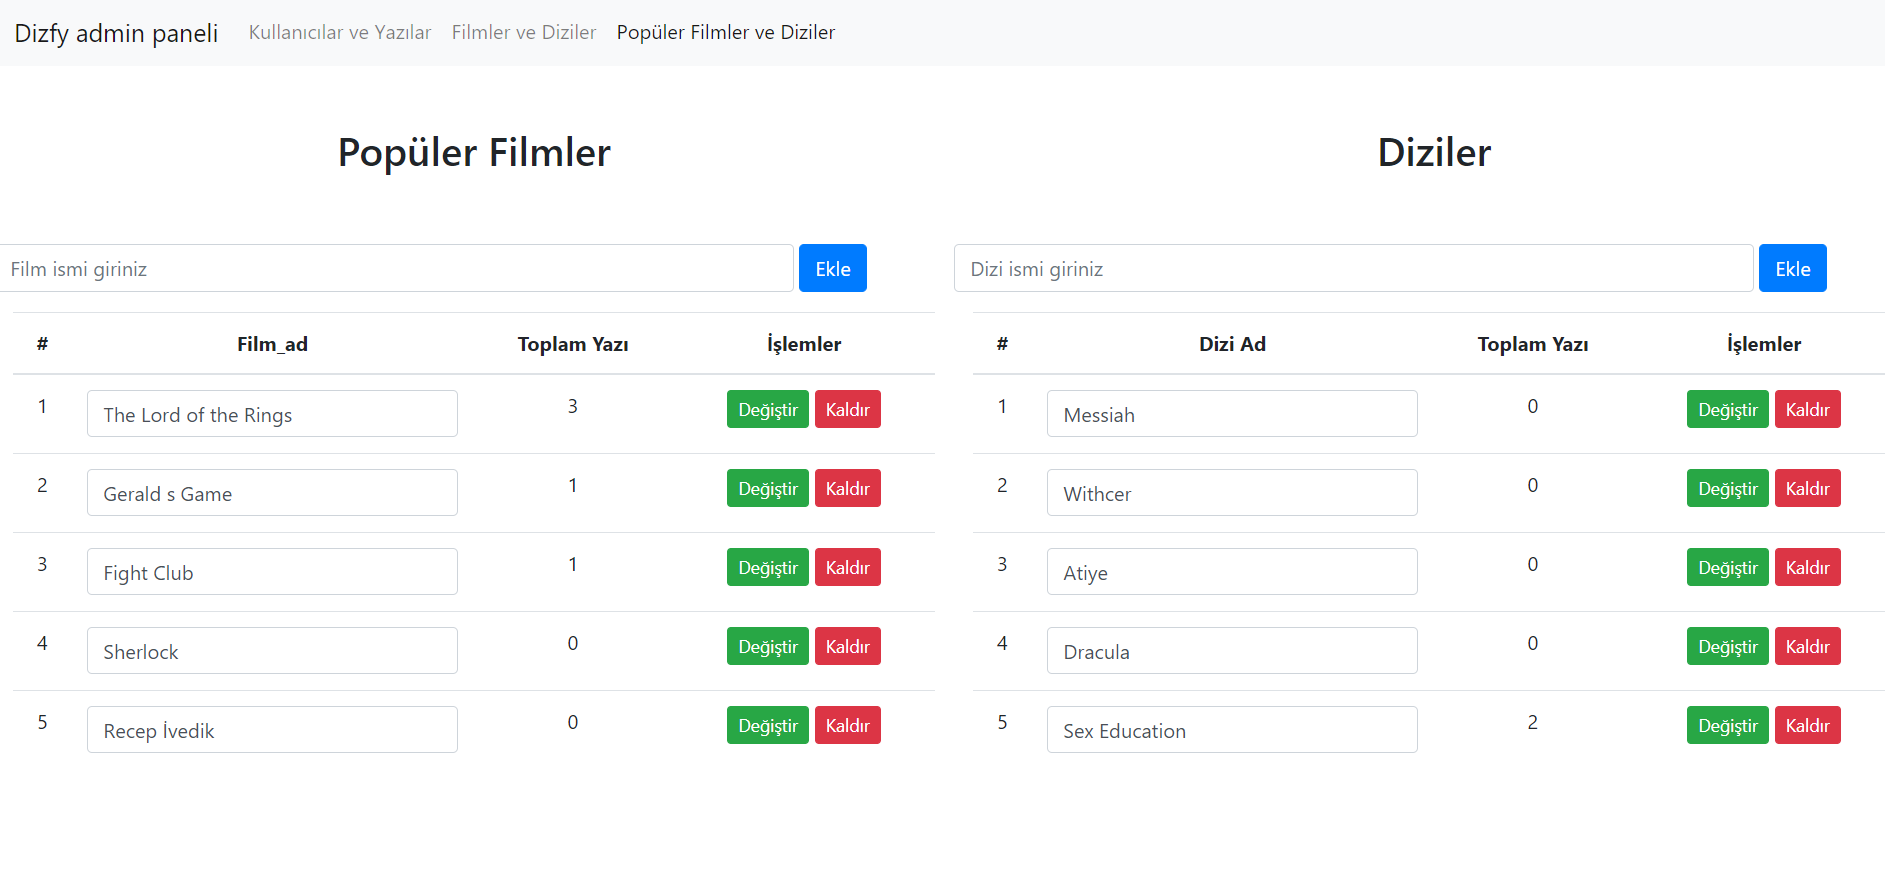 Dizfy admin paneli Kullanıcılar ve Yazılar Filmler ve Diziler Popüler Filmler ve Diziler
Popüler Filmler
Film ismi giriniz Ekle
# Film_ad Toplam Yazı İşlemler
1 The Lord of the Rings 3 Değiştir Kaldır
2 Gerald s Game 1 Değiştir Kaldır
3 Fight Club 1 Değiştir Kaldır
4 Sherlock 0 Değiştir Kaldır
5 Recep İvedik 0 Değiştir Kaldır
Diziler
Dizi ismi giriniz Ekle
# Dizi Ad Toplam Yazı İşlemler
1 Messiah 0 Değiştir Kaldır
2 Withcer 0 Değiştir Kaldır
3 Atiye 0 Değiştir Kaldır
4 Dracula 0 Değiştir Kaldır
5 Sex Education 2 Değiştir Kaldır